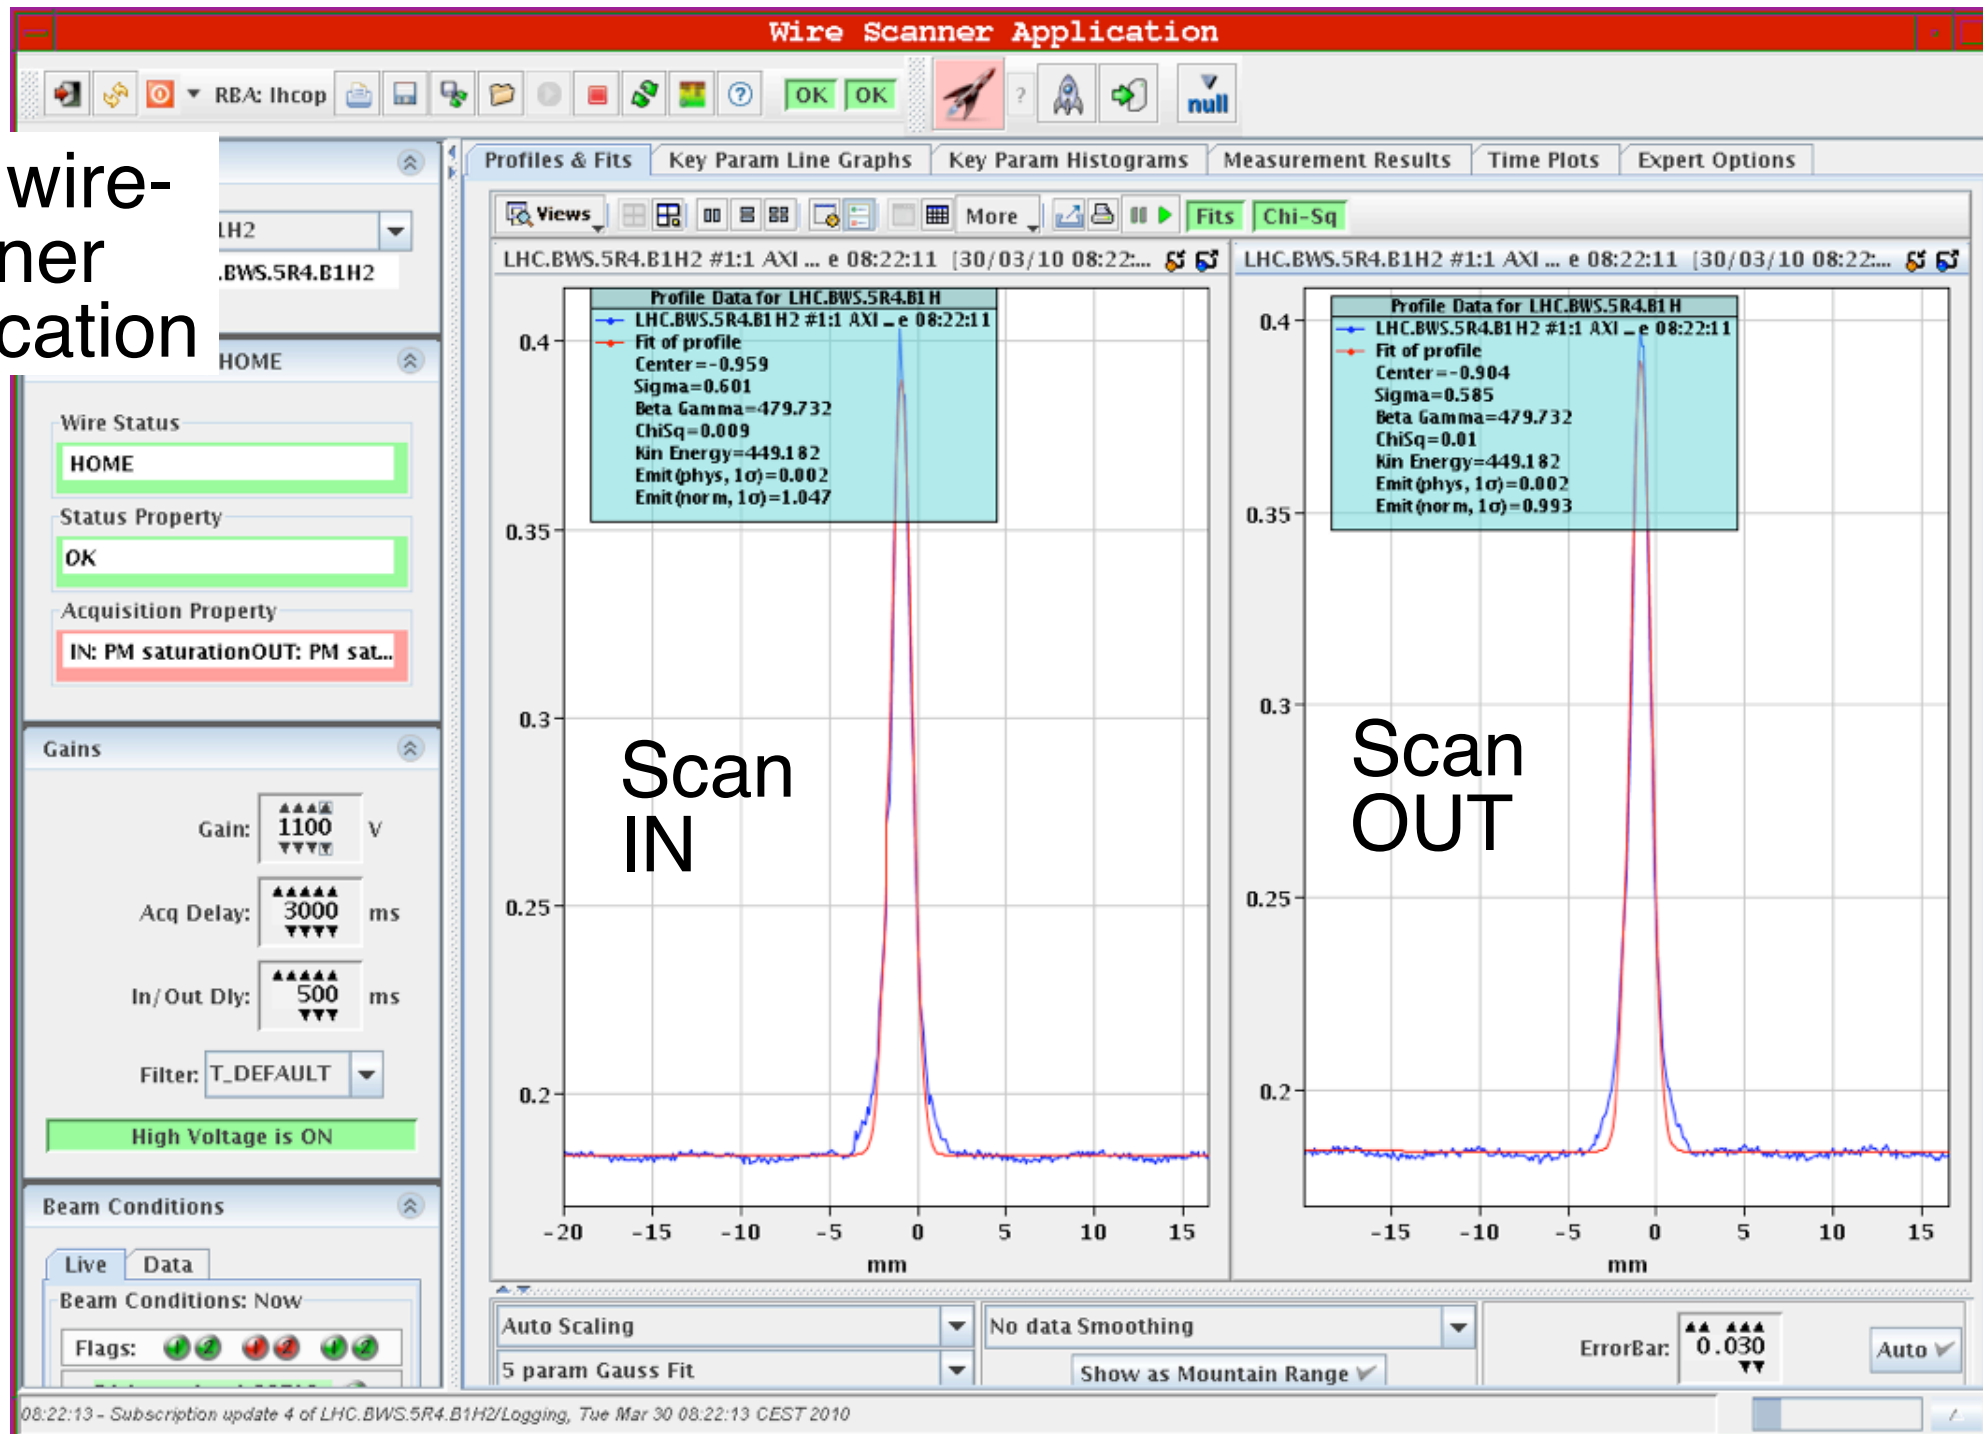 Wire Scanner Application
RBA: lhcop
OK OK
?
null
wire-
ner
cation
1H2
.BWS.5R4.B1H2
HOME
Wire Status
HOME
Status Property
OK
Acquisition Property
IN: PM saturationOUT: PM sat...
Gains
Gain: 1100 V
Acq Delay: 3000 ms
In/Out Dly: 500 ms
Filter: T_DEFAULT
High Voltage is ON
Beam Conditions
Live Data
Beam Conditions: Now
Flags: 1 2 1 2 1 2
Profiles & Fits Key Param Line Graphs Key Param Histograms Measurement Results Time Plots Expert Options
Views More Fits Chi-Sq
LHC.BWS.5R4.B1H2 #1:1 AXI ... e 08:22:11 [30/03/10 08:22:...
Profile Data for LHC.BWS.5R4.B1H
LHC.BWS.5R4.B1H2 #1:1 AXI ... e 08:22:11
Fit of profile
Center=-0.959
Sigma=0.601
Beta Gamma=479.732
ChiSq=0.009
Kin Energy=449.182
Emit(phys, 1σ)=0.002
Emit(norm, 1σ)=1.047
0.4
0.35
0.3
0.25
0.2
Scan
IN
-20 -15 -10 -5 0 5 10 15
mm
LHC.BWS.5R4.B1H2 #1:1 AXI ... e 08:22:11 [30/03/10 08:22:...
Profile Data for LHC.BWS.5R4.B1H
LHC.BWS.5R4.B1H2 #1:1 AXI ... e 08:22:11
Fit of profile
Center=-0.904
Sigma=0.585
Beta Gamma=479.732
ChiSq=0.01
Kin Energy=449.182
Emit(phys, 1σ)=0.002
Emit(norm, 1σ)=0.993
0.4
0.35
0.3
0.25
0.2
Scan
OUT
-15 -10 -5 0 5 10 15
mm
Auto Scaling
No data Smoothing
ErrorBar: 0.030
Auto
5 param Gauss Fit
Show as Mountain Range
08:22:13 - Subscription update 4 of LHC.BWS.5R4.B1H2/Logging, Tue Mar 30 08:22:13 CEST 2010